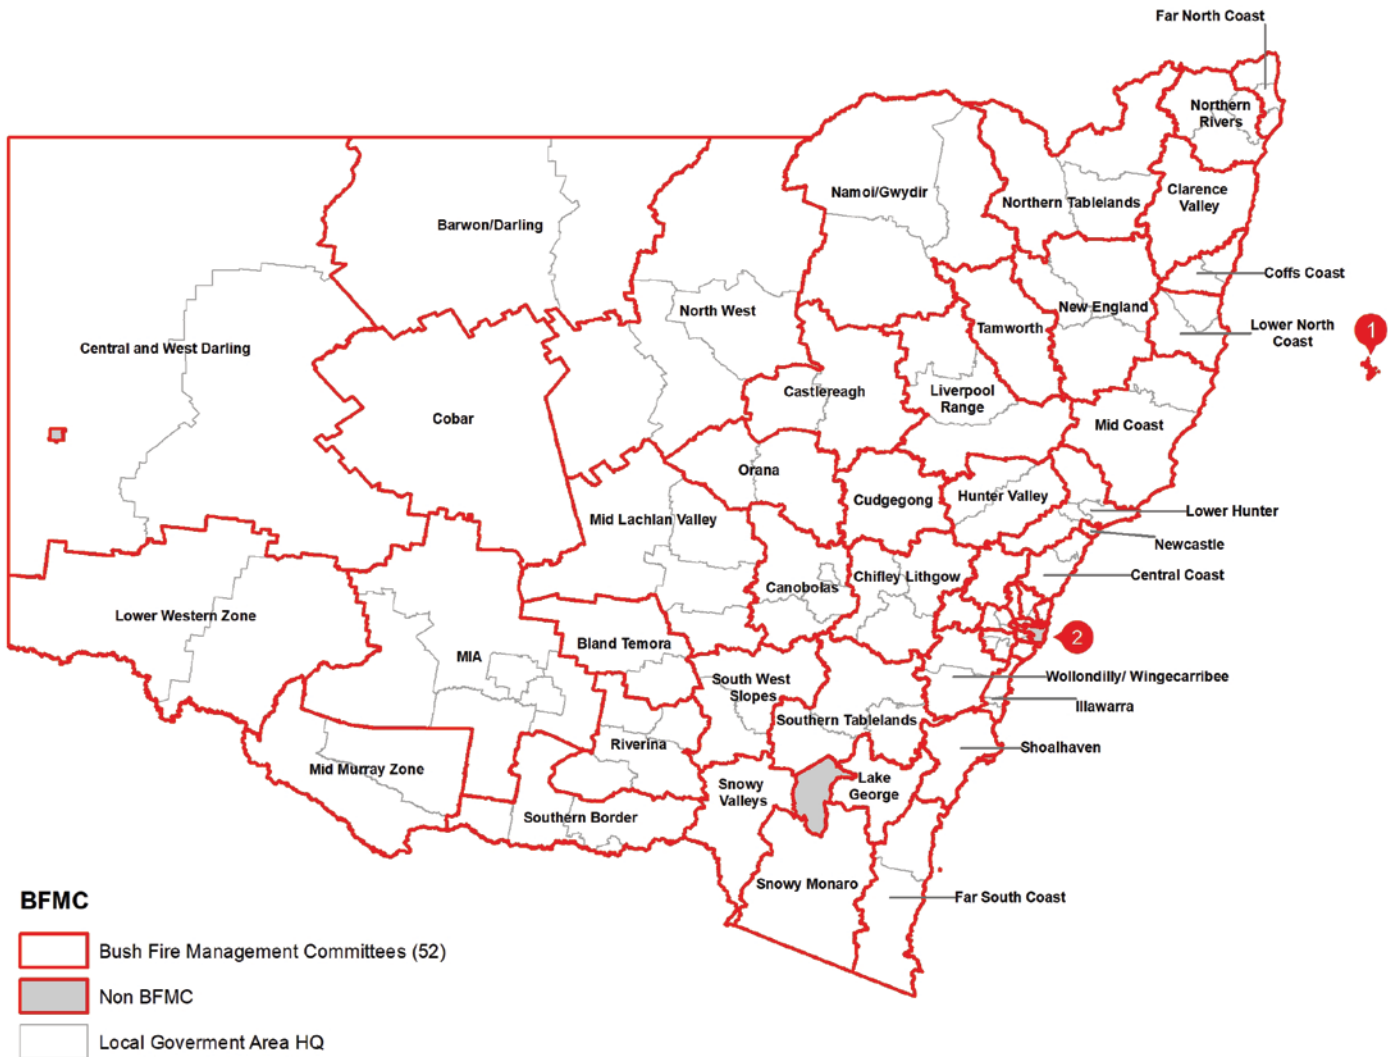 Far North Coast
Northern
Rivers
Namoi/Gwydir
Northern Tablelands
Clarence
Valley
Barwon/Darling
Coffs Coast
North West
New England
Tamworth
Lower North
Coast
1
Central and West Darling
Castlereagh
Liverpool
Range
Cobar
Mid Coast
Orana
Cudgegong
Hunter Valley
Mid Lachlan Valley
Lower Hunter
Newcastle
Canobolas
Chifley Lithgow
Central Coast
Lower Western Zone
Bland Temora
2
MIA
South West
Slopes
Wollondilly/ Wingecarribee
Illawarra
Southern Tablelands
Riverina
Shoalhaven
Mid Murray Zone
Snowy
Valleys
Lake
George
Southern Border
Snowy Monaro
Far South Coast
BFMC
Bush Fire Management Committees (52)
Non BFMC
Local Goverment Area HQ